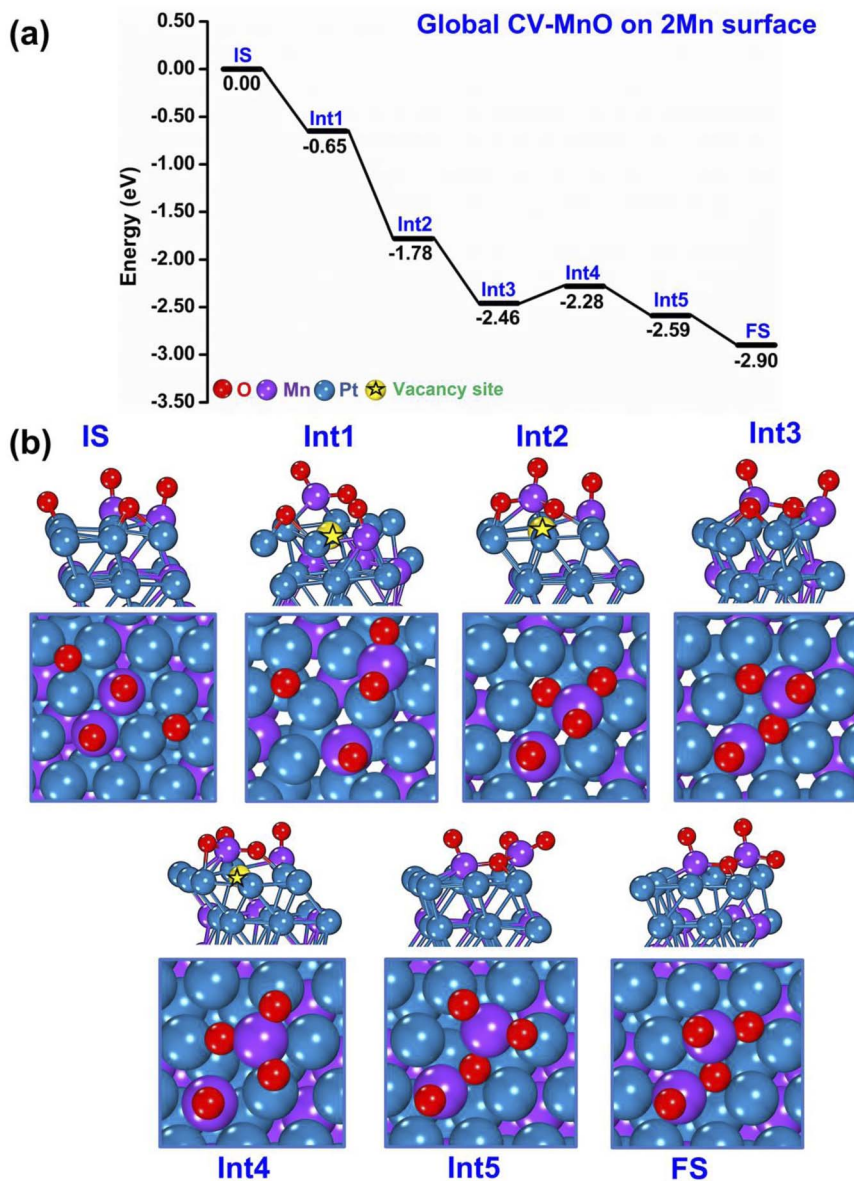 (a)
Global CV-MnO on 2Mn surface
Energy (eV)
0.50
0.00
-0.50
-1.00
-1.50
-2.00
-2.50
-3.00
-3.50
IS
0.00
Int1
-0.65
Int2
-1.78
Int3
-2.46
Int4
-2.28
Int5
-2.59
FS
-2.90
O Mn Pt Vacancy site
(b)
IS Int1 Int2 Int3
Int4 Int5 FS